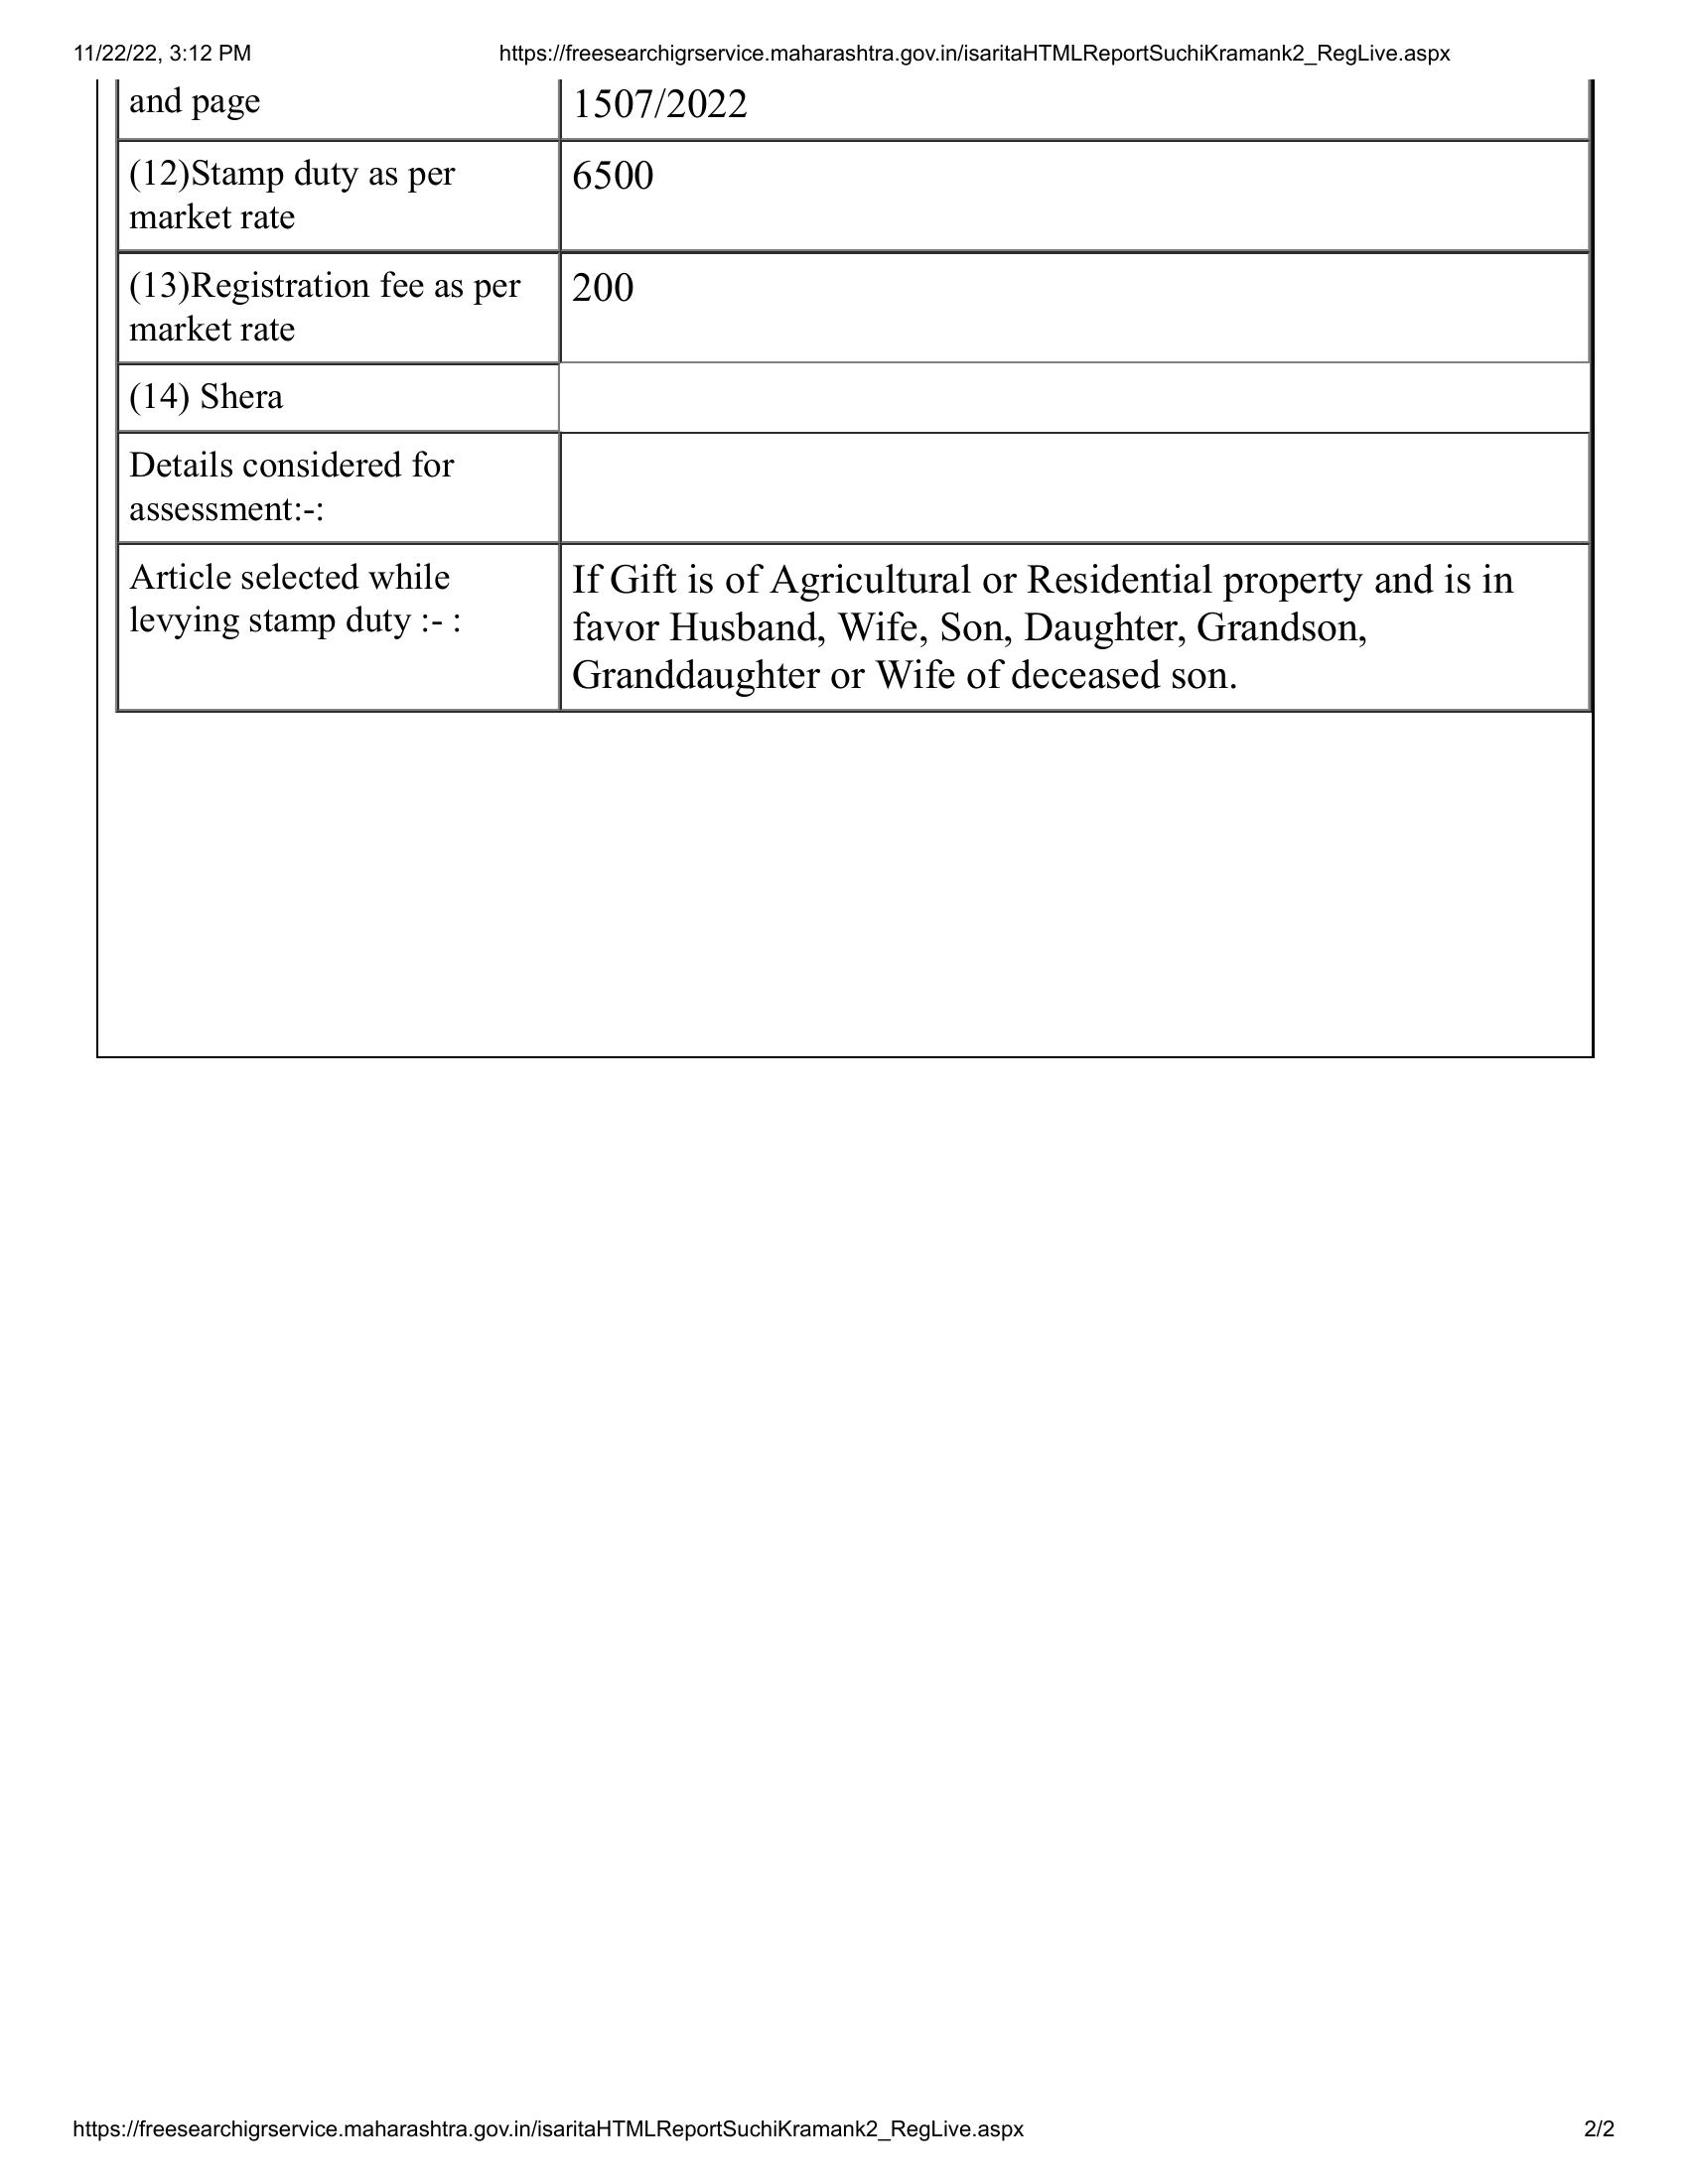 11/22/22, 3:12 PM https://freesearchigrservice.maharashtra.gov.in/isaritaHTMLReportSuchiKramank2_RegLive.aspx
and page 1507/2022
(12)Stamp duty as per 6500
market rate
(13)Registration fee as per 200
market rate
(14) Shera
Details considered for
assessment:-:
Article selected while
levying stamp duty :- :
If Gift is of Agricultural or Residential property and is in
favor Husband, Wife, Son, Daughter, Grandson,
Granddaughter or Wife of deceased son.
https://freesearchigrservice.maharashtra.gov.in/isaritaHTMLReportSuchiKramank2_RegLive.aspx 2/2